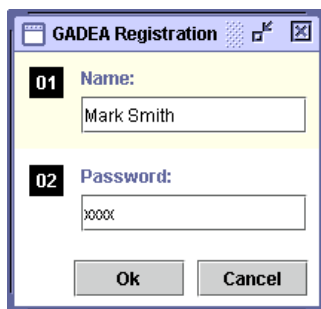 GADEA Registration
01 Name:
Mark Smith
02 Password:
xxxx
Ok Cancel